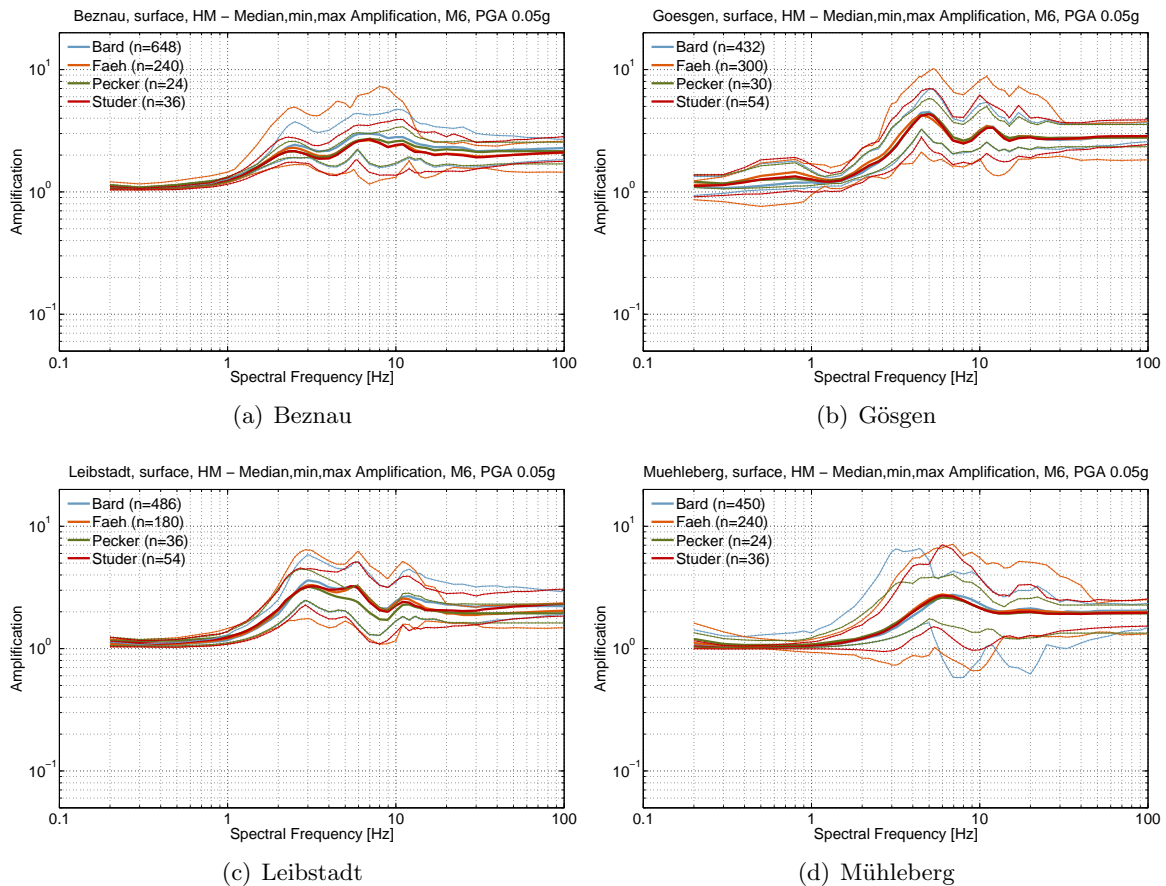 Beznau, surface, HM − Median,min,max Amplification, M6, PGA 0.05g
Bard (n=648)
Faeh (n=240)
Pecker (n=24)
Studer (n=36)
10^1
10^0
10^−1
Amplification
0.1 1 10 100
Spectral Frequency [Hz]
(a) Beznau
Goesgen, surface, HM − Median,min,max Amplification, M6, PGA 0.05g
Bard (n=432)
Faeh (n=300)
Pecker (n=30)
Studer (n=54)
10^1
10^0
10^−1
Amplification
0.1 1 10 100
Spectral Frequency [Hz]
(b) Gösgen
Leibstadt, surface, HM − Median,min,max Amplification, M6, PGA 0.05g
Bard (n=486)
Faeh (n=180)
Pecker (n=36)
Studer (n=54)
10^1
10^0
10^−1
Amplification
0.1 1 10 100
Spectral Frequency [Hz]
(c) Leibstadt
Muehleberg, surface, HM − Median,min,max Amplification, M6, PGA 0.05g
Bard (n=450)
Faeh (n=240)
Pecker (n=24)
Studer (n=36)
10^1
10^0
10^−1
Amplification
0.1 1 10 100
Spectral Frequency [Hz]
(d) Mühleberg